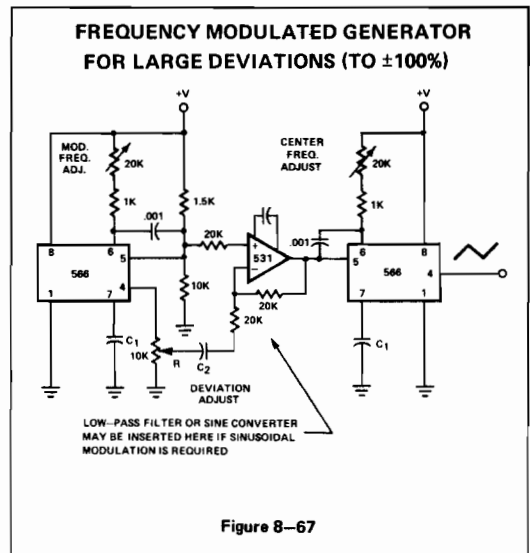 FREQUENCY MODULATED GENERATOR
FOR LARGE DEVIATIONS (TO ±100%)
+V
+V
MOD.
FREQ.
ADJ.
20K
CENTER
FREQ.
ADJUST
20K
1K
1.5K
1K
.001
20K
+
531
−
.001
8
6
5
566
4
1
7
6
8
5
566
4
7
1
10K
20K
20K
C1
10K
R
C2
C1
DEVIATION
ADJUST
LOW–PASS FILTER OR SINE CONVERTER
MAY BE INSERTED HERE IF SINUSOIDAL
MODULATION IS REQUIRED
Figure 8–67